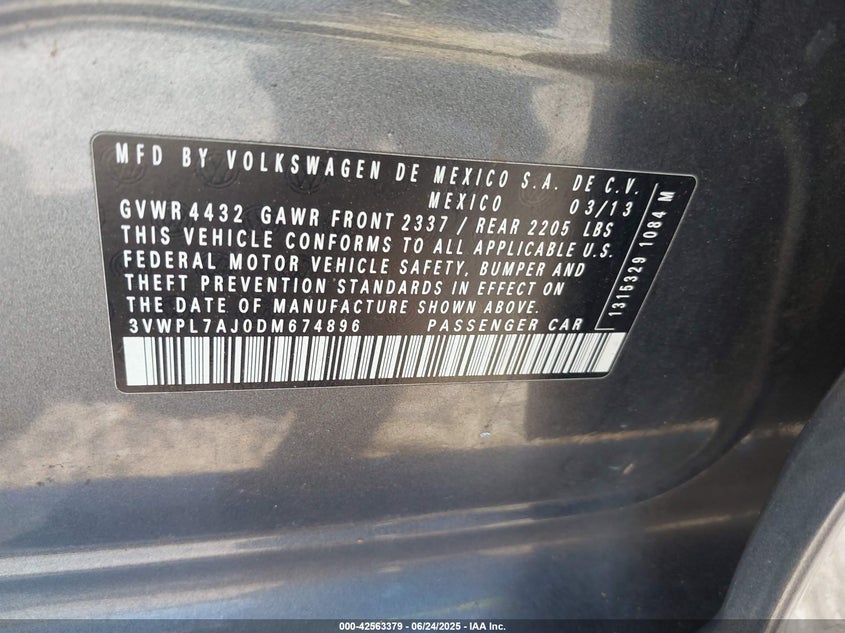 MFD BY VOLKSWAGEN DE MEXICO S.A. DE C.V.
MEXICO 03/13
GVWR 4432 GAWR FRONT 2337 / REAR 2205 LBS
THIS VEHICLE CONFORMS TO ALL APPLICABLE U.S.
FEDERAL MOTOR VEHICLE SAFETY, BUMPER AND
THEFT PREVENTION STANDARDS IN EFFECT ON
THE DATE OF MANUFACTURE SHOWN ABOVE.
3VWPL7AJ0DM674896 PASSENGER CAR
1315329 1084 M
000-42563379 - 06/24/2025 - IAA Inc.